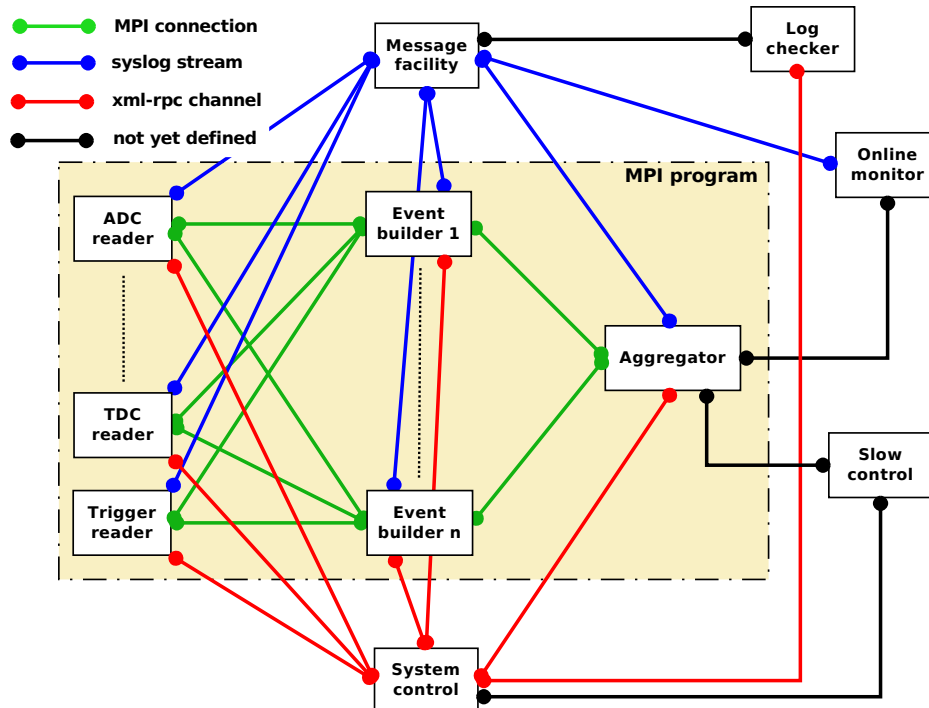 MPI connection
syslog stream
xml-rpc channel
not yet defined
Message
facility
Log
checker
Online
monitor
MPI program
ADC
reader
Event
builder 1
Aggregator
TDC
reader
Slow
control
Trigger
reader
Event
builder n
System
control